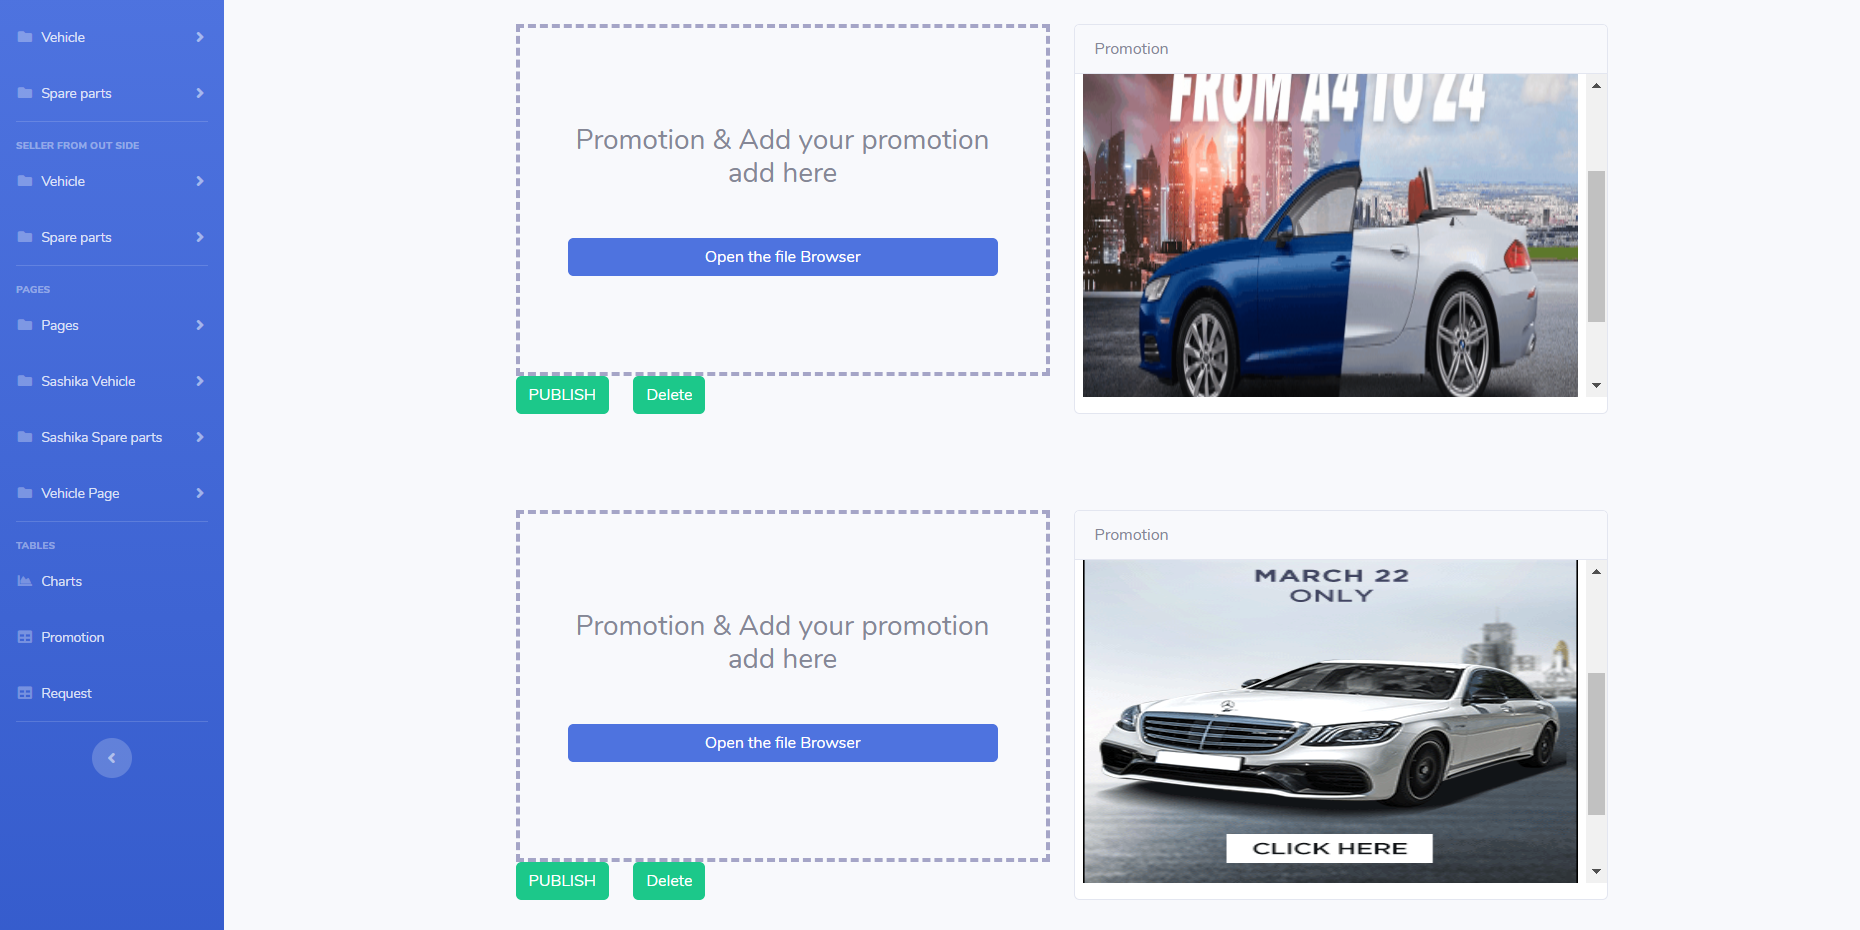 Vehicle
Spare parts
SELLER FROM OUT SIDE
Vehicle
Spare parts
PAGES
Pages
Sashika Vehicle
Sashika Spare parts
Vehicle Page
TABLES
Charts
Promotion
Request
Promotion & Add your promotion
add here
Open the file Browser
PUBLISH
Delete
Promotion
FROM A4 TO Z4
Promotion & Add your promotion
add here
Open the file Browser
PUBLISH
Delete
Promotion
MARCH 22
ONLY
CLICK HERE